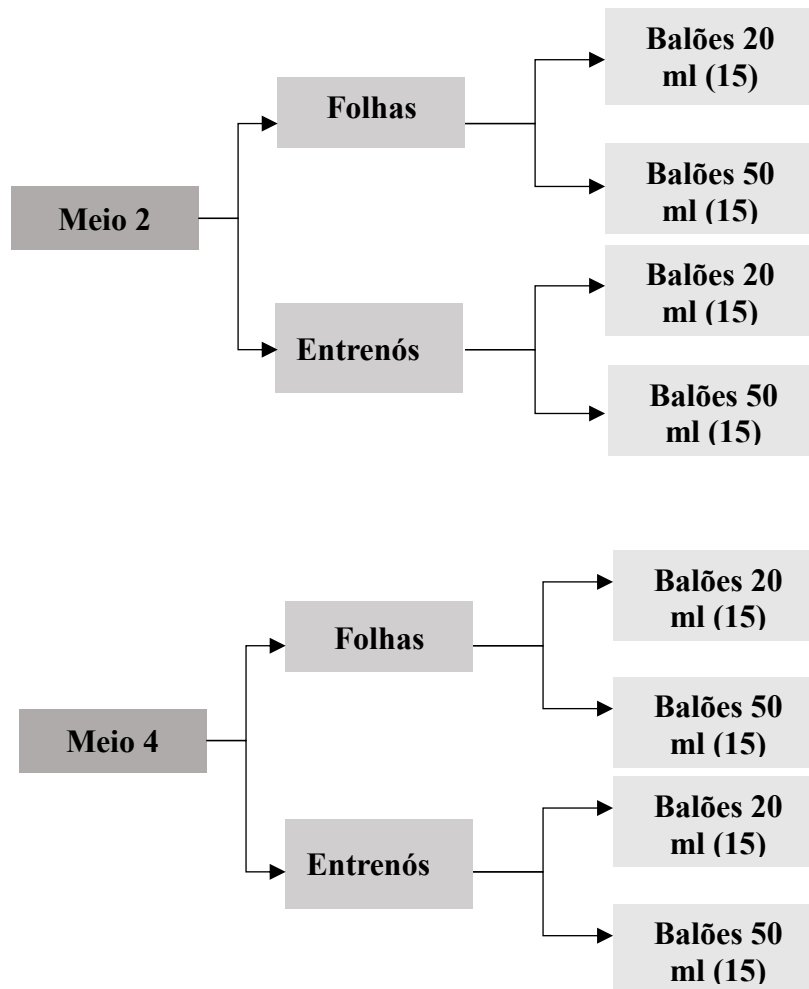 Balões 20
ml (15)
Folhas
Balões 50
ml (15)
Meio 2
Balões 20
ml (15)
Entrenós
Balões 50
ml (15)
Balões 20
ml (15)
Folhas
Balões 50
ml (15)
Meio 4
Balões 20
ml (15)
Entrenós
Balões 50
ml (15)